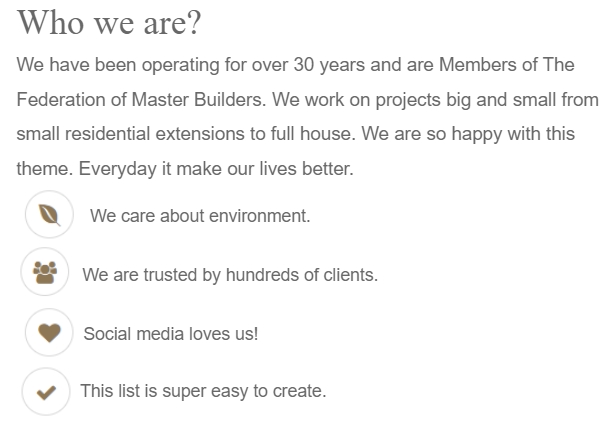 Who we are?
We have been operating for over 30 years and are Members of The
Federation of Master Builders. We work on projects big and small from
small residential extensions to full house. We are so happy with this
theme. Everyday it make our lives better.
We care about environment.
We are trusted by hundreds of clients.
Social media loves us!
This list is super easy to create.